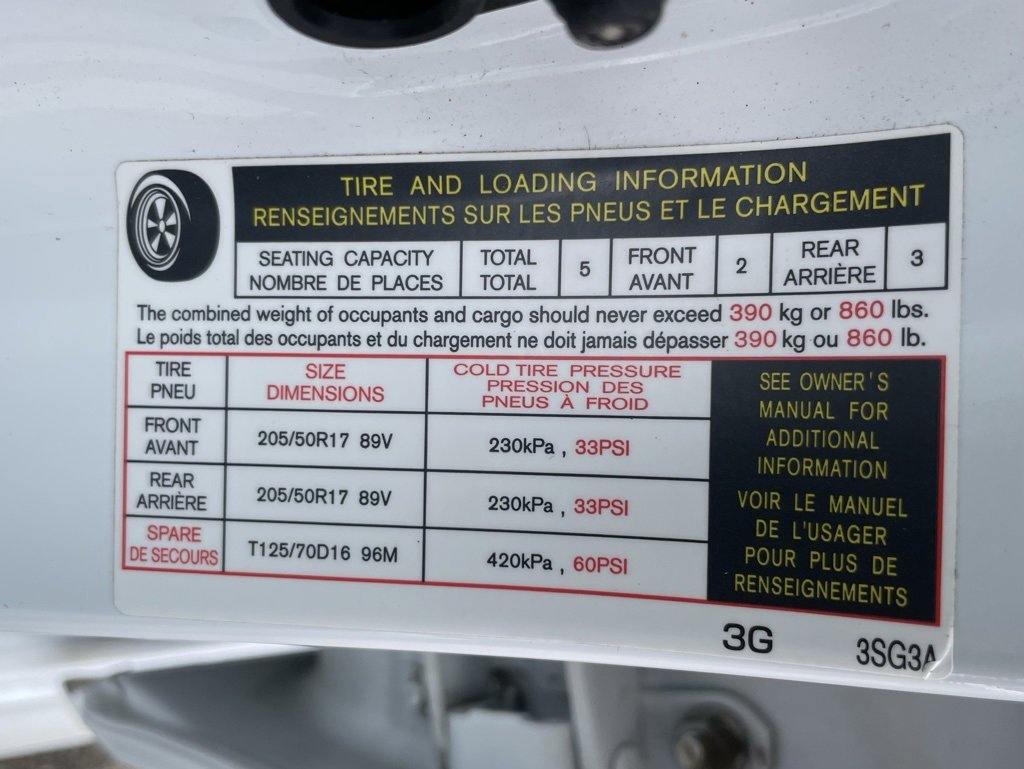 TIRE AND LOADING INFORMATION
RENSEIGNEMENTS SUR LES PNEUS ET LE CHARGEMENT
SEATING CAPACITY
NOMBRE DE PLACES
TOTAL
TOTAL
5
FRONT
AVANT
2
REAR
ARRIÈRE
3
The combined weight of occupants and cargo should never exceed 390 kg or 860 lbs.
Le poids total des occupants et du chargement ne doit jamais dépasser 390 kg ou 860 lb.
TIRE
PNEU
SIZE
DIMENSIONS
COLD TIRE PRESSURE
PRESSION DES
PNEUS À FROID
FRONT
AVANT
205/50R17 89V
230kPa , 33PSI
REAR
ARRIÈRE
205/50R17 89V
230kPa , 33PSI
SPARE
DE SECOURS
T125/70D16 96M
420kPa , 60PSI
SEE OWNER'S
MANUAL FOR
ADDITIONAL
INFORMATION
VOIR LE MANUEL
DE L'USAGER
POUR PLUS DE
RENSEIGNEMENTS
3G
3SG3A